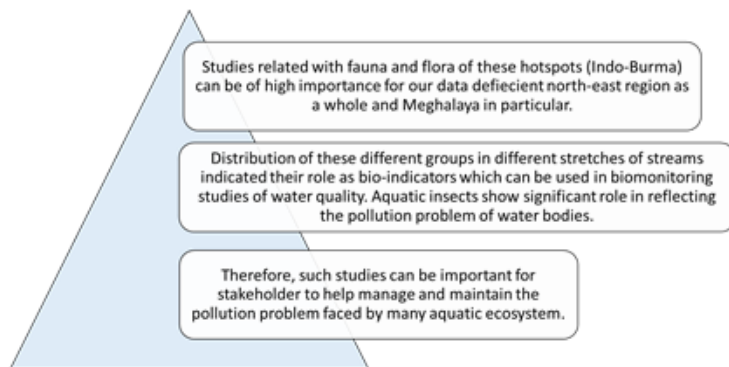 Studies related with fauna and flora of these hotspots (Indo-Burma)
can be of high importance for our data defiecient north-east region as
a whole and Meghalaya in particular.
Distribution of these different groups in different stretches of streams
indicated their role as bio-indicators which can be used in biomonitoring
studies of water quality. Aquatic insects show significant role in reflecting
the pollution problem of water bodies.
Therefore, such studies can be important for
stakeholder to help manage and maintain the
pollution problem faced by many aquatic ecosystem.